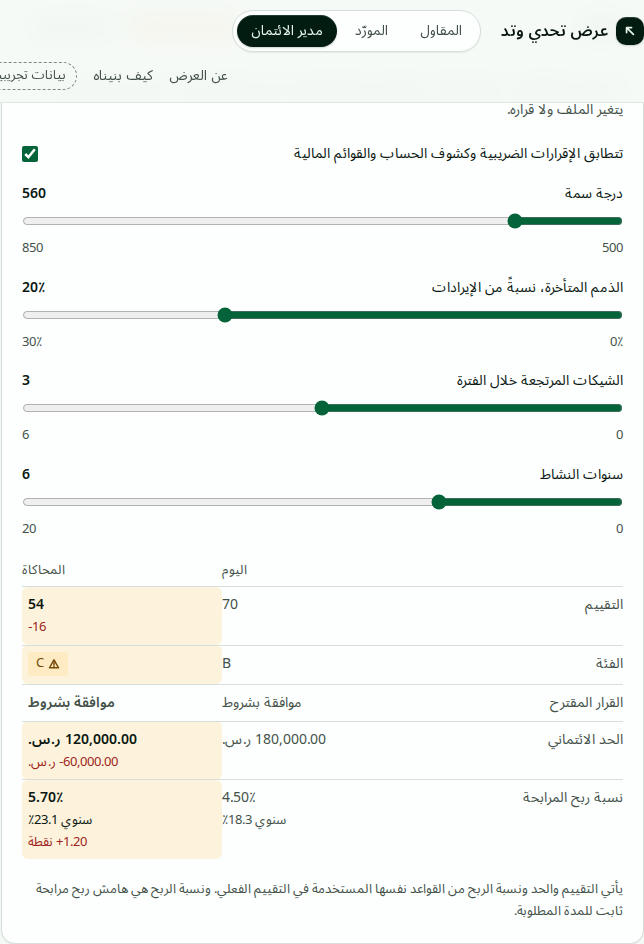 عرض تحدي وتد
المقاول
المورّد
مدير الائتمان
عن العرض
كيف بنيناه
بيانات تجريبي
يتغير الملف ولا قراره.
تتطابق الإقرارات الضريبية وكشوف الحساب والقوائم المالية
درجة سمة
560
500
850
الذمم المتأخرة، نسبةً من الإيرادات
20٪
0٪
30٪
الشيكات المرتجعة خلال الفترة
3
0
6
سنوات النشاط
6
0
20
اليوم
المحاكاة
التقييم
70
54
-16
الفئة
B
C
القرار المقترح
موافقة بشروط
موافقة بشروط
الحد الائتماني
180,000.00 ر.س.
120,000.00 ر.س.
-60,000.00 ر.س.
نسبة ربح المرابحة
4.50٪
سنوي 18.3٪
5.70٪
سنوي 23.1٪
+1.20 نقطة
يأتي التقييم والحد ونسبة الربح من القواعد نفسها المستخدمة في التقييم الفعلي. ونسبة الربح هي هامش ربح مرابحة
ثابت للمدة المطلوبة.